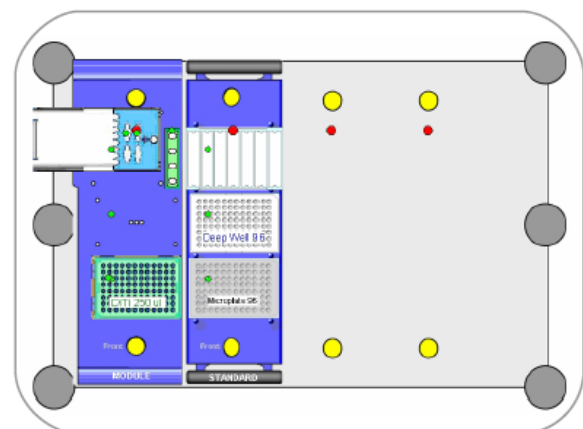 Deep Well 96
Microplate 96
DiTi 250 ul
Front
Front
MODULE
STANDARD